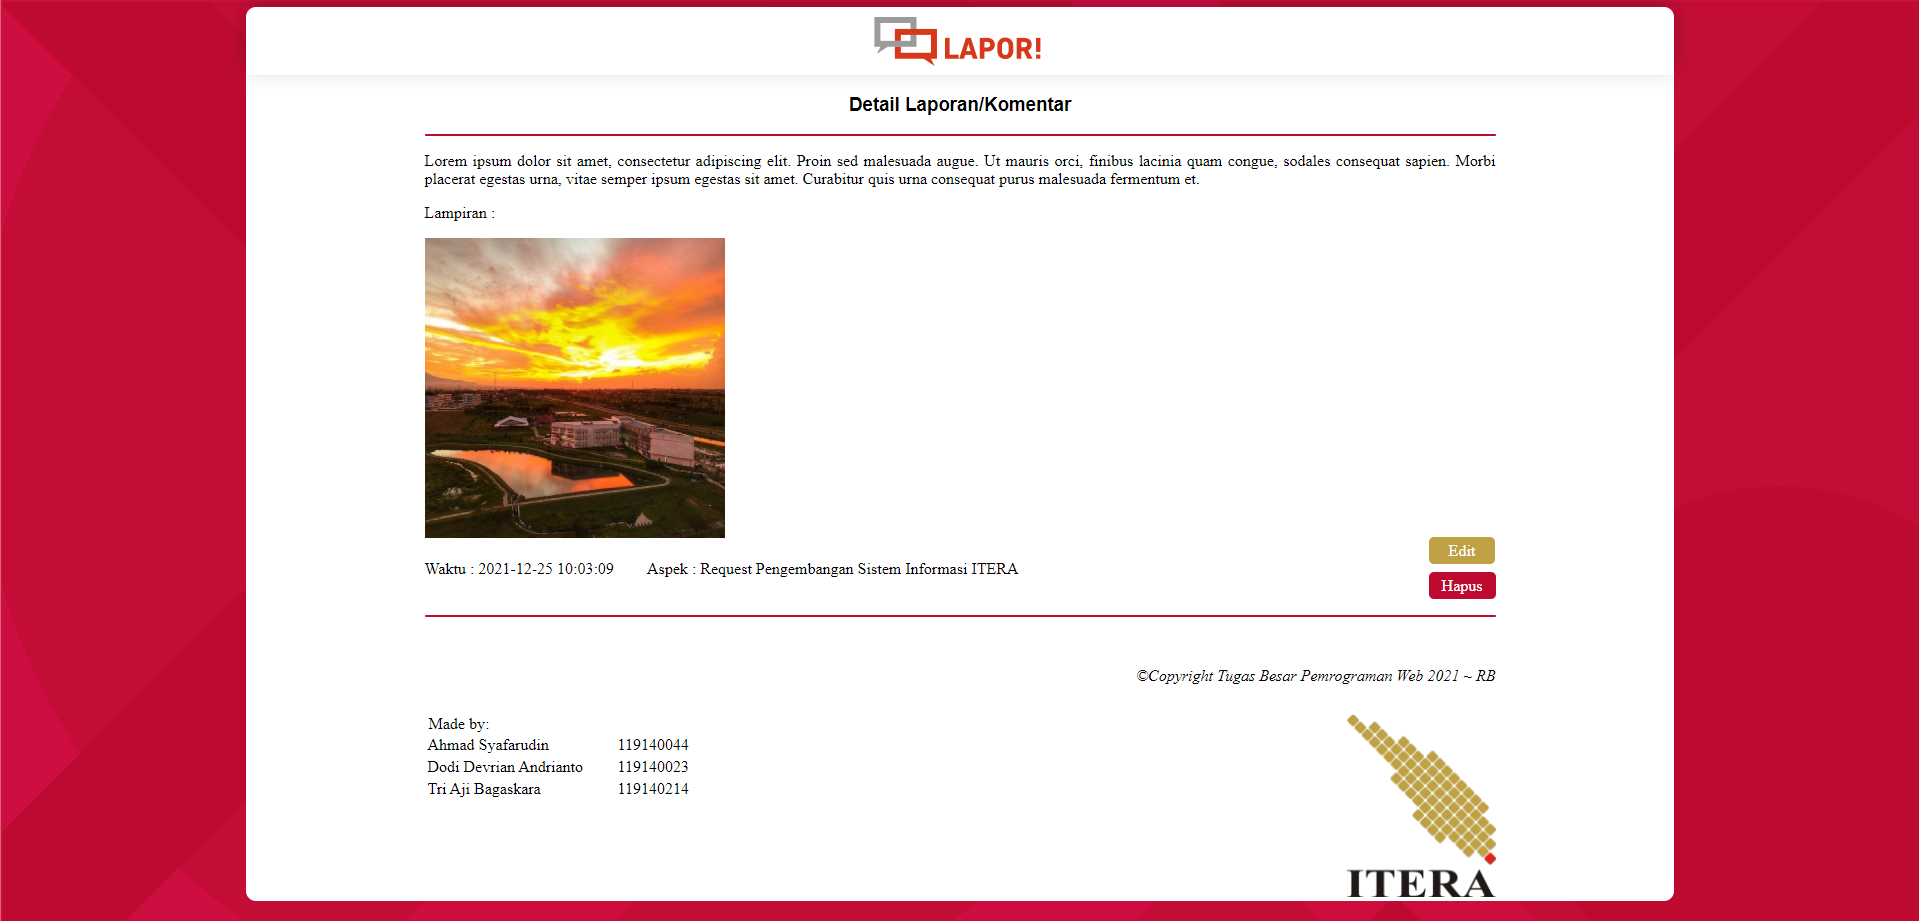 LAPOR!
Detail Laporan/Komentar
Lorem ipsum dolor sit amet, consectetur adipiscing elit. Proin sed malesuada augue. Ut mauris orci, finibus lacinia quam congue, sodales consequat sapien. Morbi
placerat egestas urna, vitae semper ipsum egestas sit amet. Curabitur quis urna consequat purus malesuada fermentum et.
Lampiran :
Edit
Waktu : 2021-12-25 10:03:09 Aspek : Request Pengembangan Sistem Informasi ITERA
Hapus
©Copyright Tugas Besar Pemrograman Web 2021 ~ RB
Made by:
Ahmad Syafarudin 119140044
Dodi Devrian Andrianto 119140023
Tri Aji Bagaskara 119140214
ITERA